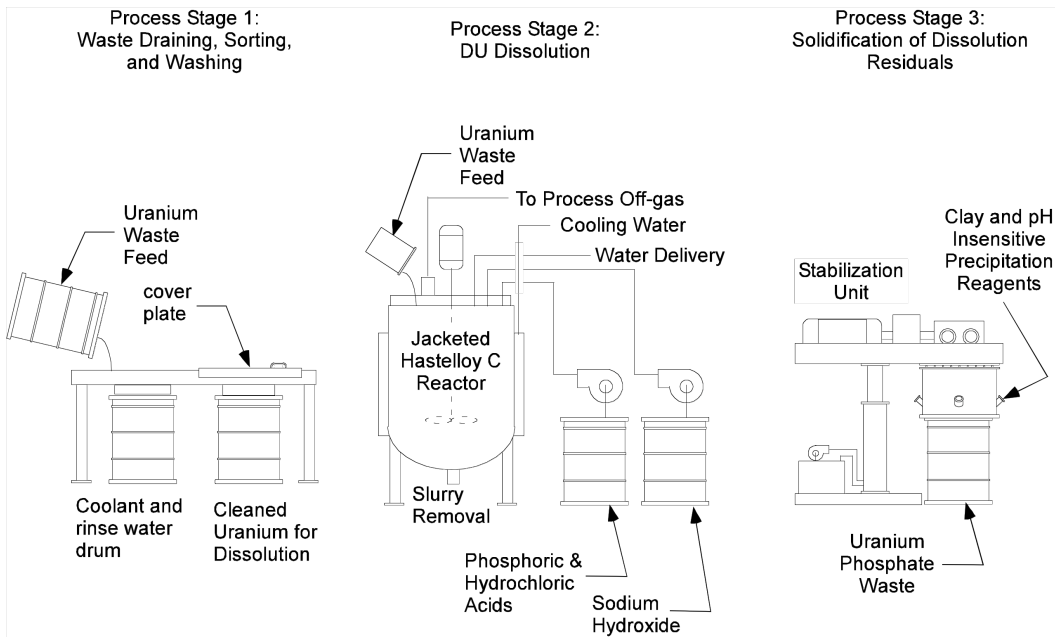 Process Stage 1:
Waste Draining, Sorting,
and Washing
Process Stage 2:
DU Dissolution
Process Stage 3:
Solidification of Dissolution
Residuals
Uranium
Waste
Feed
cover
plate
Coolant and
rinse water
drum
Cleaned
Uranium for
Dissolution
Uranium
Waste
Feed
To Process Off-gas
Cooling Water
Water Delivery
Jacketed
Hastelloy C
Reactor
Slurry
Removal
Phosphoric &
Hydrochloric
Acids
Sodium
Hydroxide
Stabilization
Unit
Clay and pH
Insensitive
Precipitation
Reagents
Uranium
Phosphate
Waste